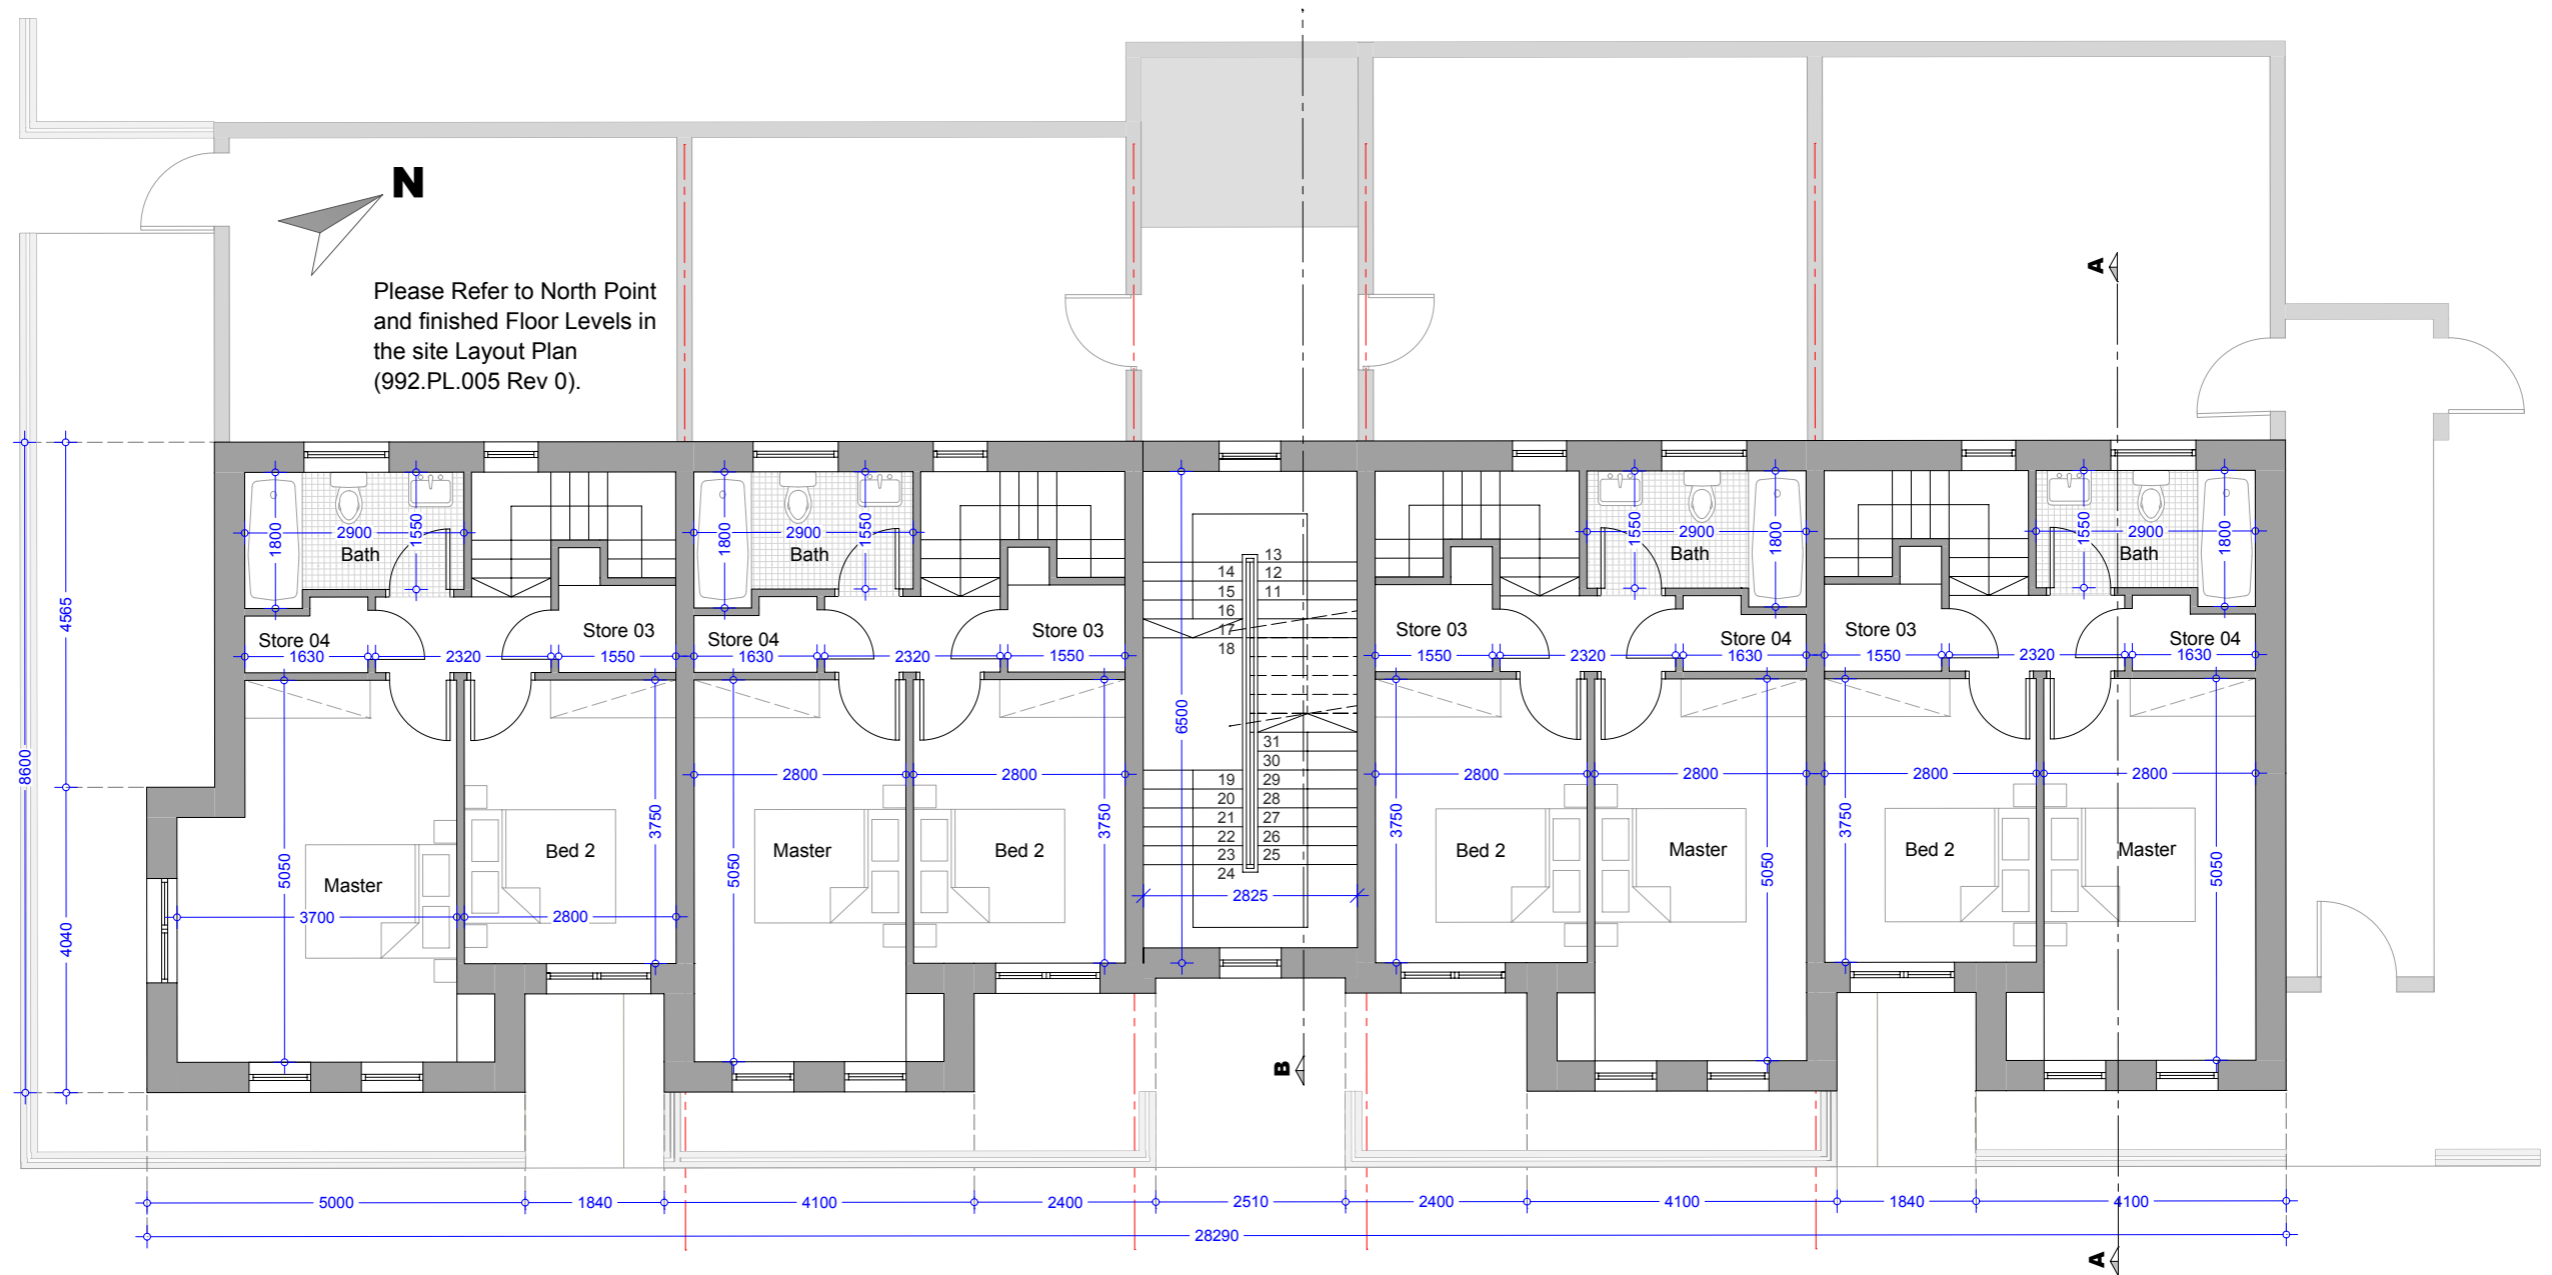 N
Please Refer to North Point
and finished Floor Levels in
the site Layout Plan
(992.PL.005 Rev 0).
A
1800 2900 1550 Bath
1800 2900 1550 Bath
1550 2900 1800 Bath
1550 2900 1800 Bath
13
14 12
15 11
16
17
18
Store 04 Store 03 Store 04 Store 03 Store 03 Store 04 Store 03 Store 04
1630 2320 1550 1630 2320 1550 1550 2320 1630 1550 2320 1630
4565
8600
4040
6500
31
30
19 29
20 28
21 27
22 26
23 25
24
2825
2800 2800 2800 2800 2800 2800
5050 3750 5050 3750 3750 5050 3750 5050
Master Bed 2 Master Bed 2 Bed 2 Master Bed 2 Master
3700 2800
B
5000 1840 4100 2400 2510 2400 4100 1840 4100
28290
A